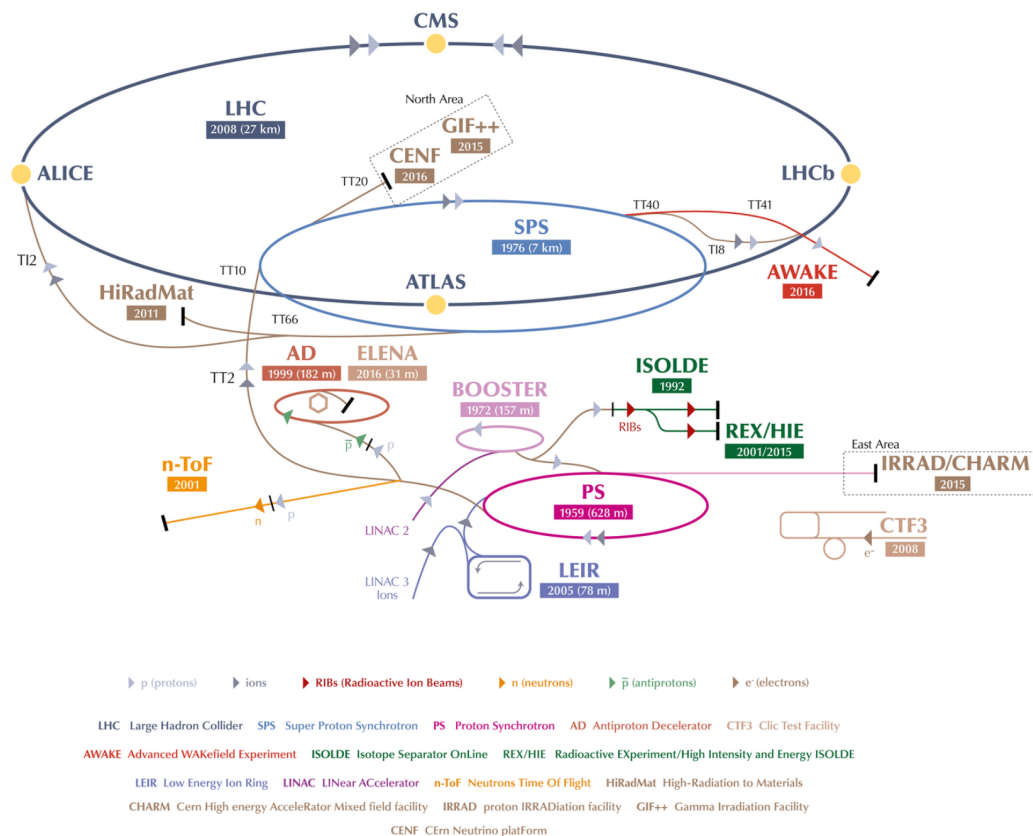 CMS
North Area
LHC
2008 (27 km)
GIF++
2015
CENF
2016
TT20
ALICE
LHCb
TT40
TT41
SPS
1976 (7 km)
TI8
TI2
TT10
AWAKE
2016
ATLAS
HiRadMat
2011
TT66
TT2
AD
1999 (182 m)
ELENA
2016 (31 m)
ISOLDE
1992
BOOSTER
1972 (157 m)
RIBs
REX/HIE
2001/2015
p̅
p
East Area
IRRAD/CHARM
2015
n-ToF
2001
n
p
PS
1959 (628 m)
LINAC 2
CTF3
2008
e-
LEIR
2005 (78 m)
LINAC 3
Ions
p (protons)
ions
RIBs (Radioactive Ion Beams)
n (neutrons)
p̅ (antiprotons)
e- (electrons)
LHC Large Hadron Collider SPS Super Proton Synchrotron PS Proton Synchrotron AD Antiproton Decelerator CTF3 Clic Test Facility
AWAKE Advanced WAKefield Experiment ISOLDE Isotope Separator OnLine REX/HIE Radioactive EXperiment/High Intensity and Energy ISOLDE
LEIR Low Energy Ion Ring LINAC LINear ACcelerator n-ToF Neutrons Time Of Flight HiRadMat High-Radiation to Materials
CHARM Cern High energy AcceleRator Mixed field facility IRRAD proton IRRADiation facility GIF++ Gamma Irradiation Facility
CENF CErn Neutrino platForm